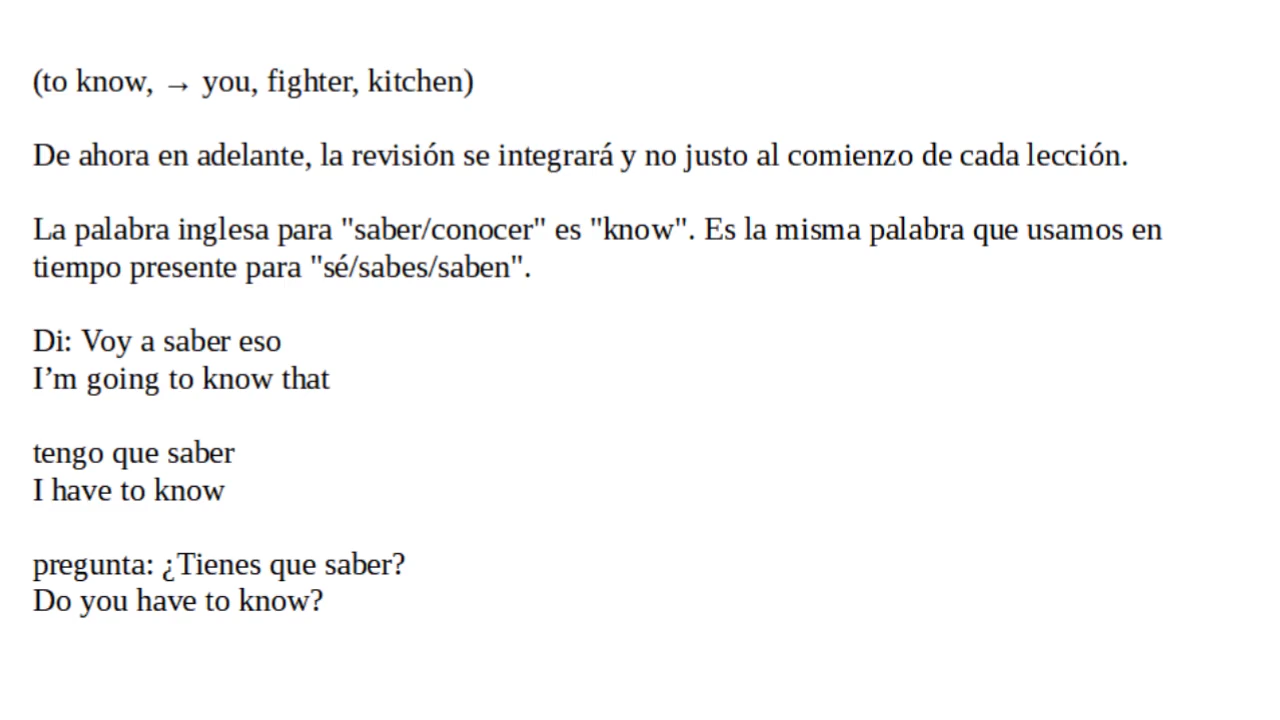 (to know, → you, fighter, kitchen)
De ahora en adelante, la revisión se integrará y no justo al comienzo de cada lección.
La palabra inglesa para "saber/conocer" es "know". Es la misma palabra que usamos en
tiempo presente para "sé/sabes/saben".
Di: Voy a saber eso
I’m going to know that
tengo que saber
I have to know
pregunta: ¿Tienes que saber?
Do you have to know?